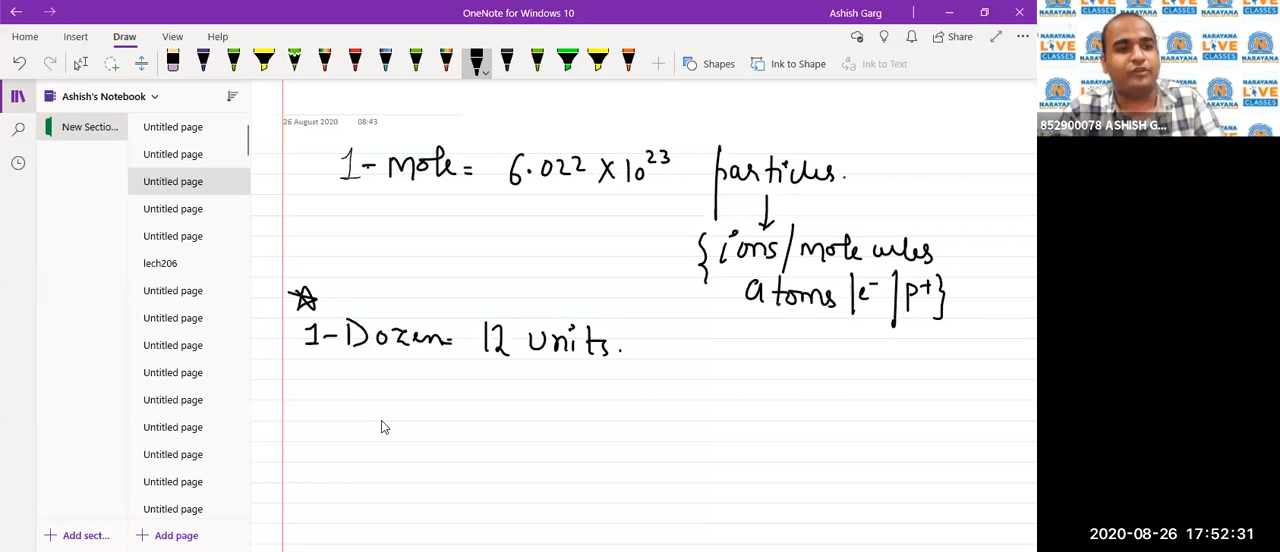 OneNote for Windows 10
Ashish Garg
Home Insert Draw View Help
Share
Shapes
Ink to Shape
Ink to Text
Ashish's Notebook
New Sectio...
Untitled page
Untitled page
Untitled page
Untitled page
Untitled page
lech206
Untitled page
Untitled page
Untitled page
Untitled page
Untitled page
Untitled page
Untitled page
Untitled page
Untitled page
Add sect...
Add page
26 August 2020 08:43
1-Mole = 6.022 X 10²³ particles.
↓
{ions/molecules
atoms|e⁻|p+}
☆
1-Dozen = 12 units.
NARAYANA
LIVE
CLASSES
852900078 ASHISH G...
2020-08-26 17:52:31